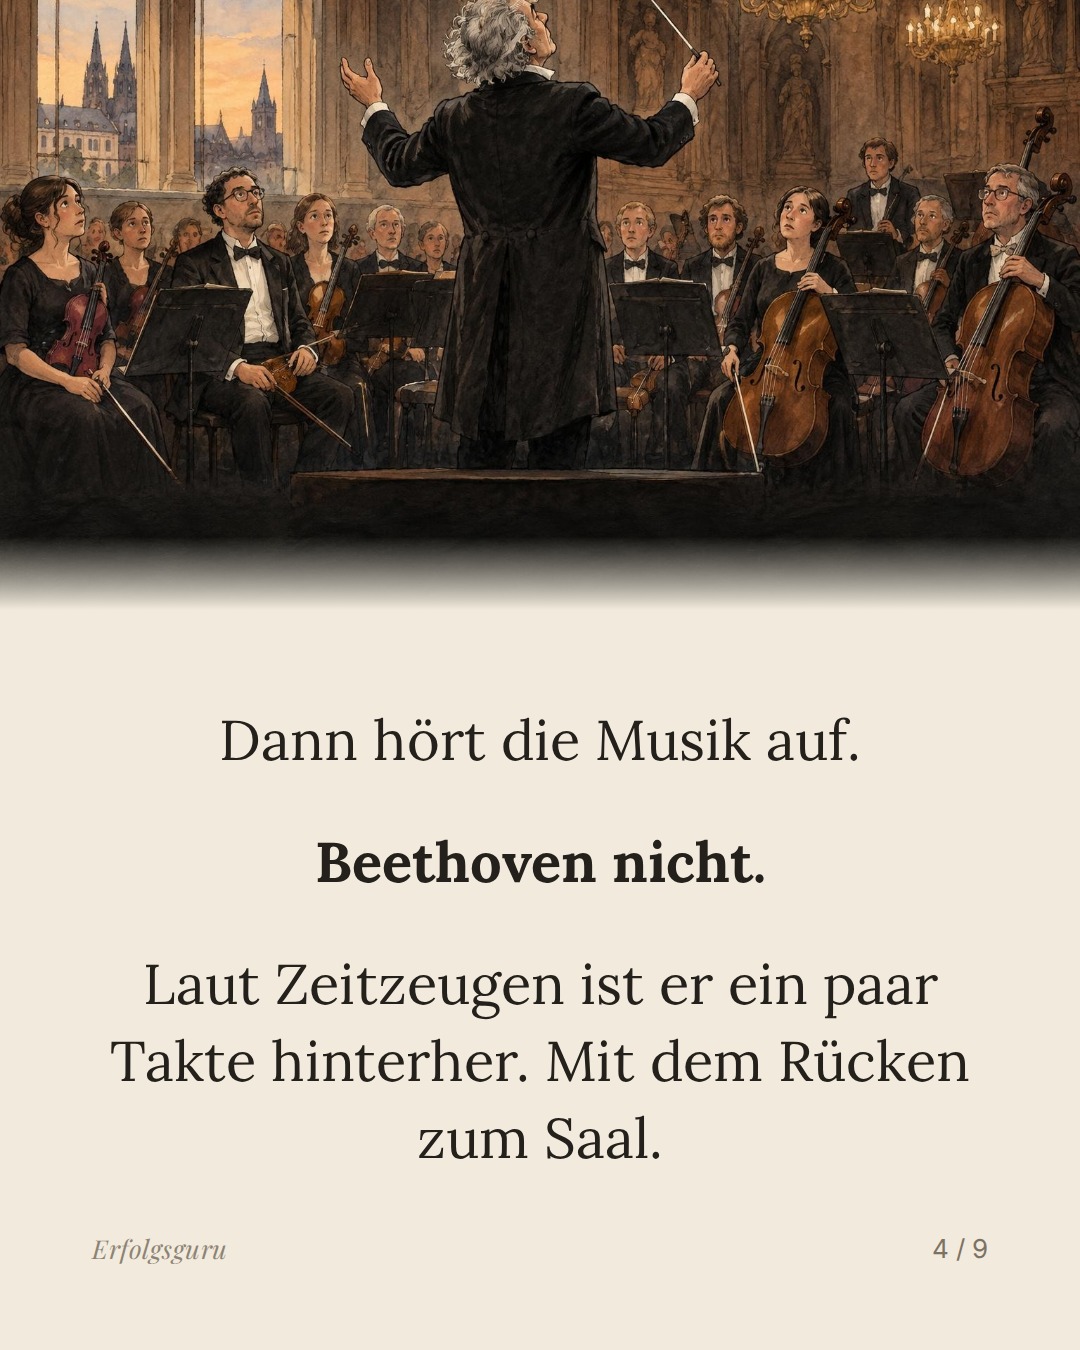 Dann hört die Musik auf.
Beethoven nicht.
Laut Zeitzeugen ist er ein paar
Takte hinterher. Mit dem Rücken
zum Saal.
Erfolgsguru
4 / 9